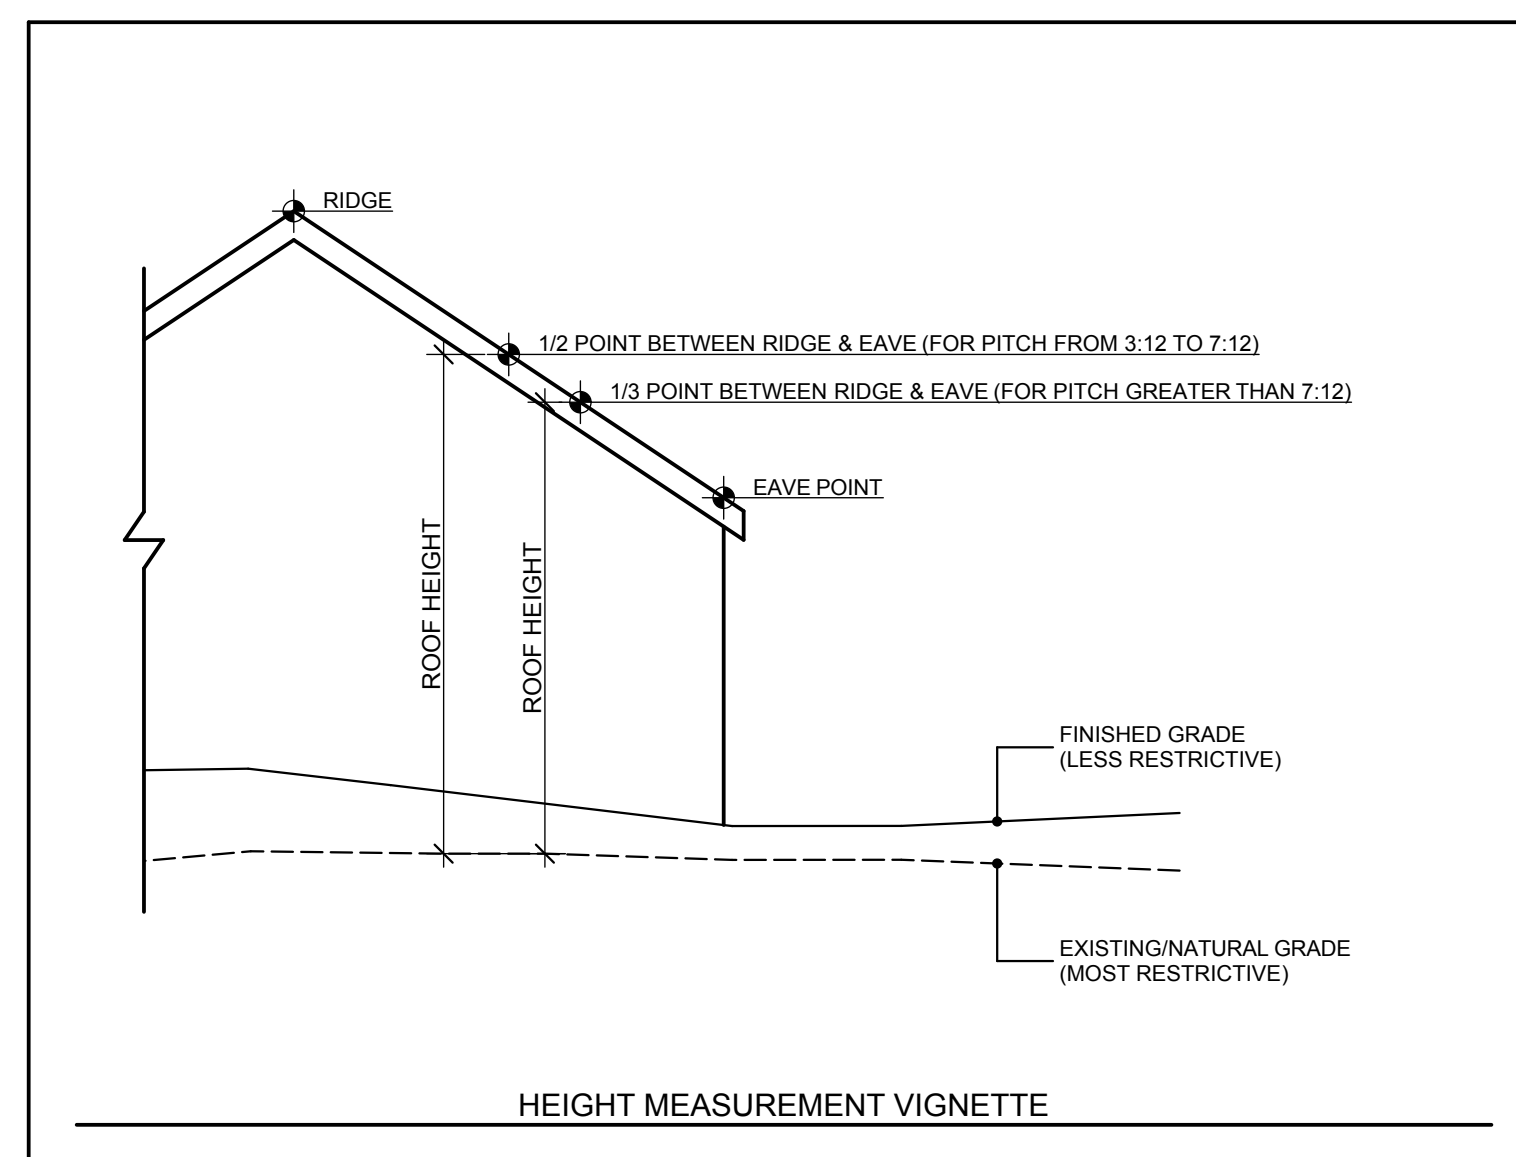 RIDGE
1/2 POINT BETWEEN RIDGE & EAVE (FOR PITCH FROM 3:12 TO 7:12)
1/3 POINT BETWEEN RIDGE & EAVE (FOR PITCH GREATER THAN 7:12)
EAVE POINT
ROOF HEIGHT
ROOF HEIGHT
FINISHED GRADE
(LESS RESTRICTIVE)
EXISTING/NATURAL GRADE
(MOST RESTRICTIVE)
HEIGHT MEASUREMENT VIGNETTE